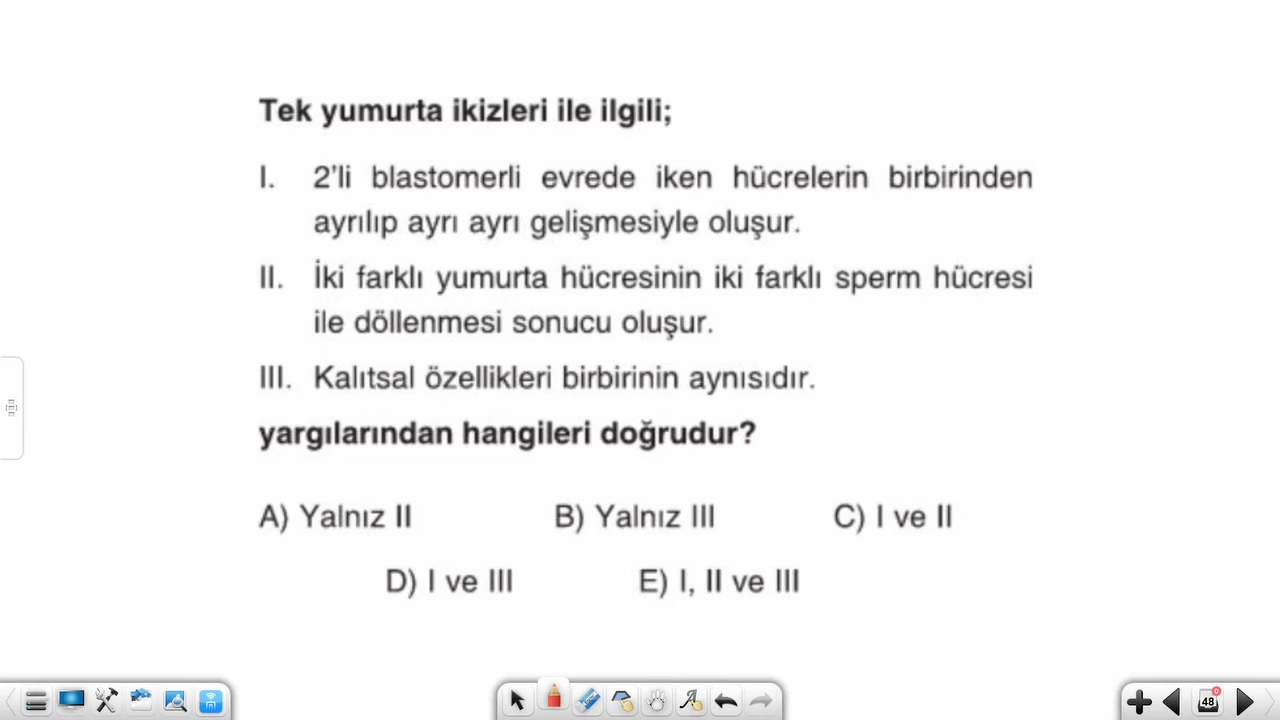 Tek yumurta ikizleri ile ilgili;
I. 2'li blastomerli evrede iken hücrelerin birbirinden
ayrılıp ayrı ayrı gelişmesiyle oluşur.
II. İki farklı yumurta hücresinin iki farklı sperm hücresi
ile döllenmesi sonucu oluşur.
III. Kalıtsal özellikleri birbirinin aynısıdır.
yargılarından hangileri doğrudur?
A) Yalnız II B) Yalnız III C) I ve II
D) I ve III E) I, II ve III
48